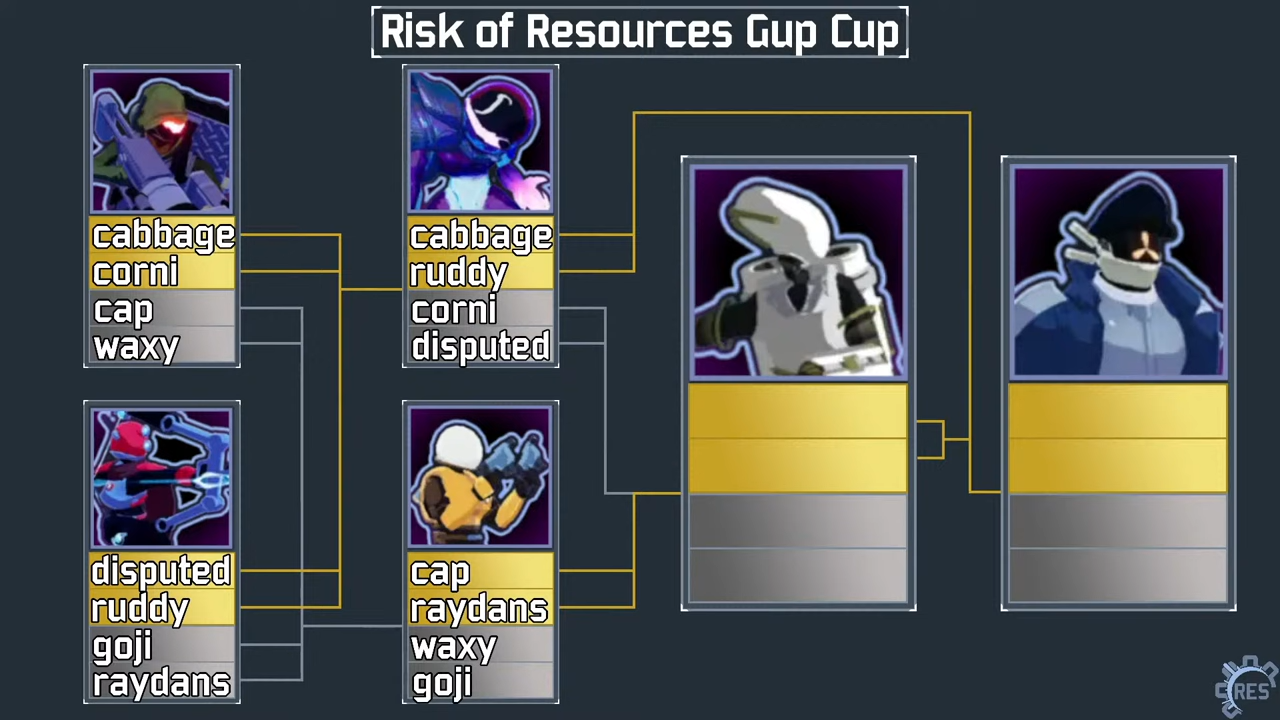 Risk of Resources Gup Cup
cabbage
corni
cap
waxy
disputed
ruddy
goji
raydans
cabbage
ruddy
corni
disputed
cap
raydans
waxy
goji
RES